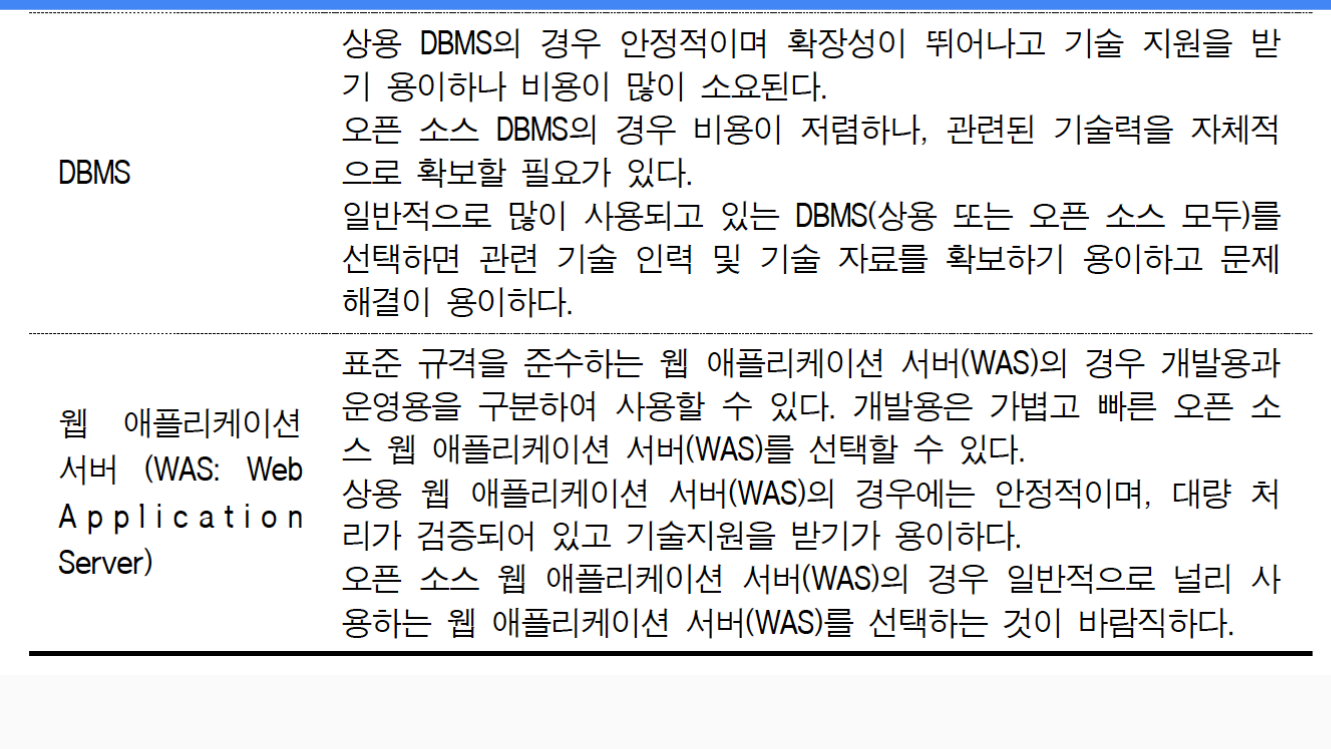 DBMS
상용 DBMS의 경우 안정적이며 확장성이 뛰어나고 기술 지원을 받
기 용이하나 비용이 많이 소요된다.
오픈 소스 DBMS의 경우 비용이 저렴하나, 관련된 기술력을 자체적
으로 확보할 필요가 있다.
일반적으로 많이 사용되고 있는 DBMS(상용 또는 오픈 소스 모두)를
선택하면 관련 기술 인력 및 기술 자료를 확보하기 용이하고 문제
해결이 용이하다.
웹 애플리케이션
서버 (WAS: Web
Application
Server)
표준 규격을 준수하는 웹 애플리케이션 서버(WAS)의 경우 개발용과
운영용을 구분하여 사용할 수 있다. 개발용은 가볍고 빠른 오픈 소
스 웹 애플리케이션 서버(WAS)를 선택할 수 있다.
상용 웹 애플리케이션 서버(WAS)의 경우에는 안정적이며, 대량 처
리가 검증되어 있고 기술지원을 받기가 용이하다.
오픈 소스 웹 애플리케이션 서버(WAS)의 경우 일반적으로 널리 사
용하는 웹 애플리케이션 서버(WAS)를 선택하는 것이 바람직하다.